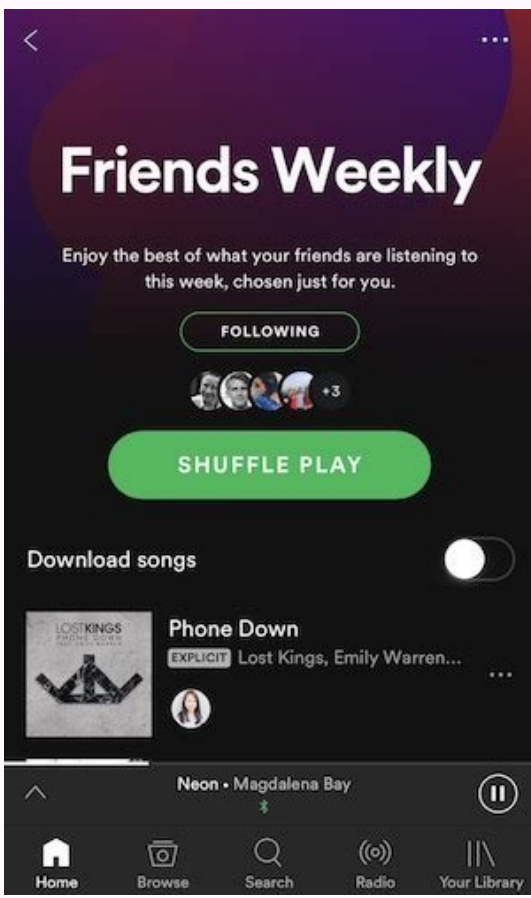 Friends Weekly
Enjoy the best of what your friends are listening to
this week, chosen just for you.
FOLLOWING
+3
SHUFFLE PLAY
Download songs
LOSTKINGS
PHONE DOWN
Phone Down
EXPLICIT Lost Kings, Emily Warren...
Neon • Magdalena Bay
Home Browse Search Radio Your Library